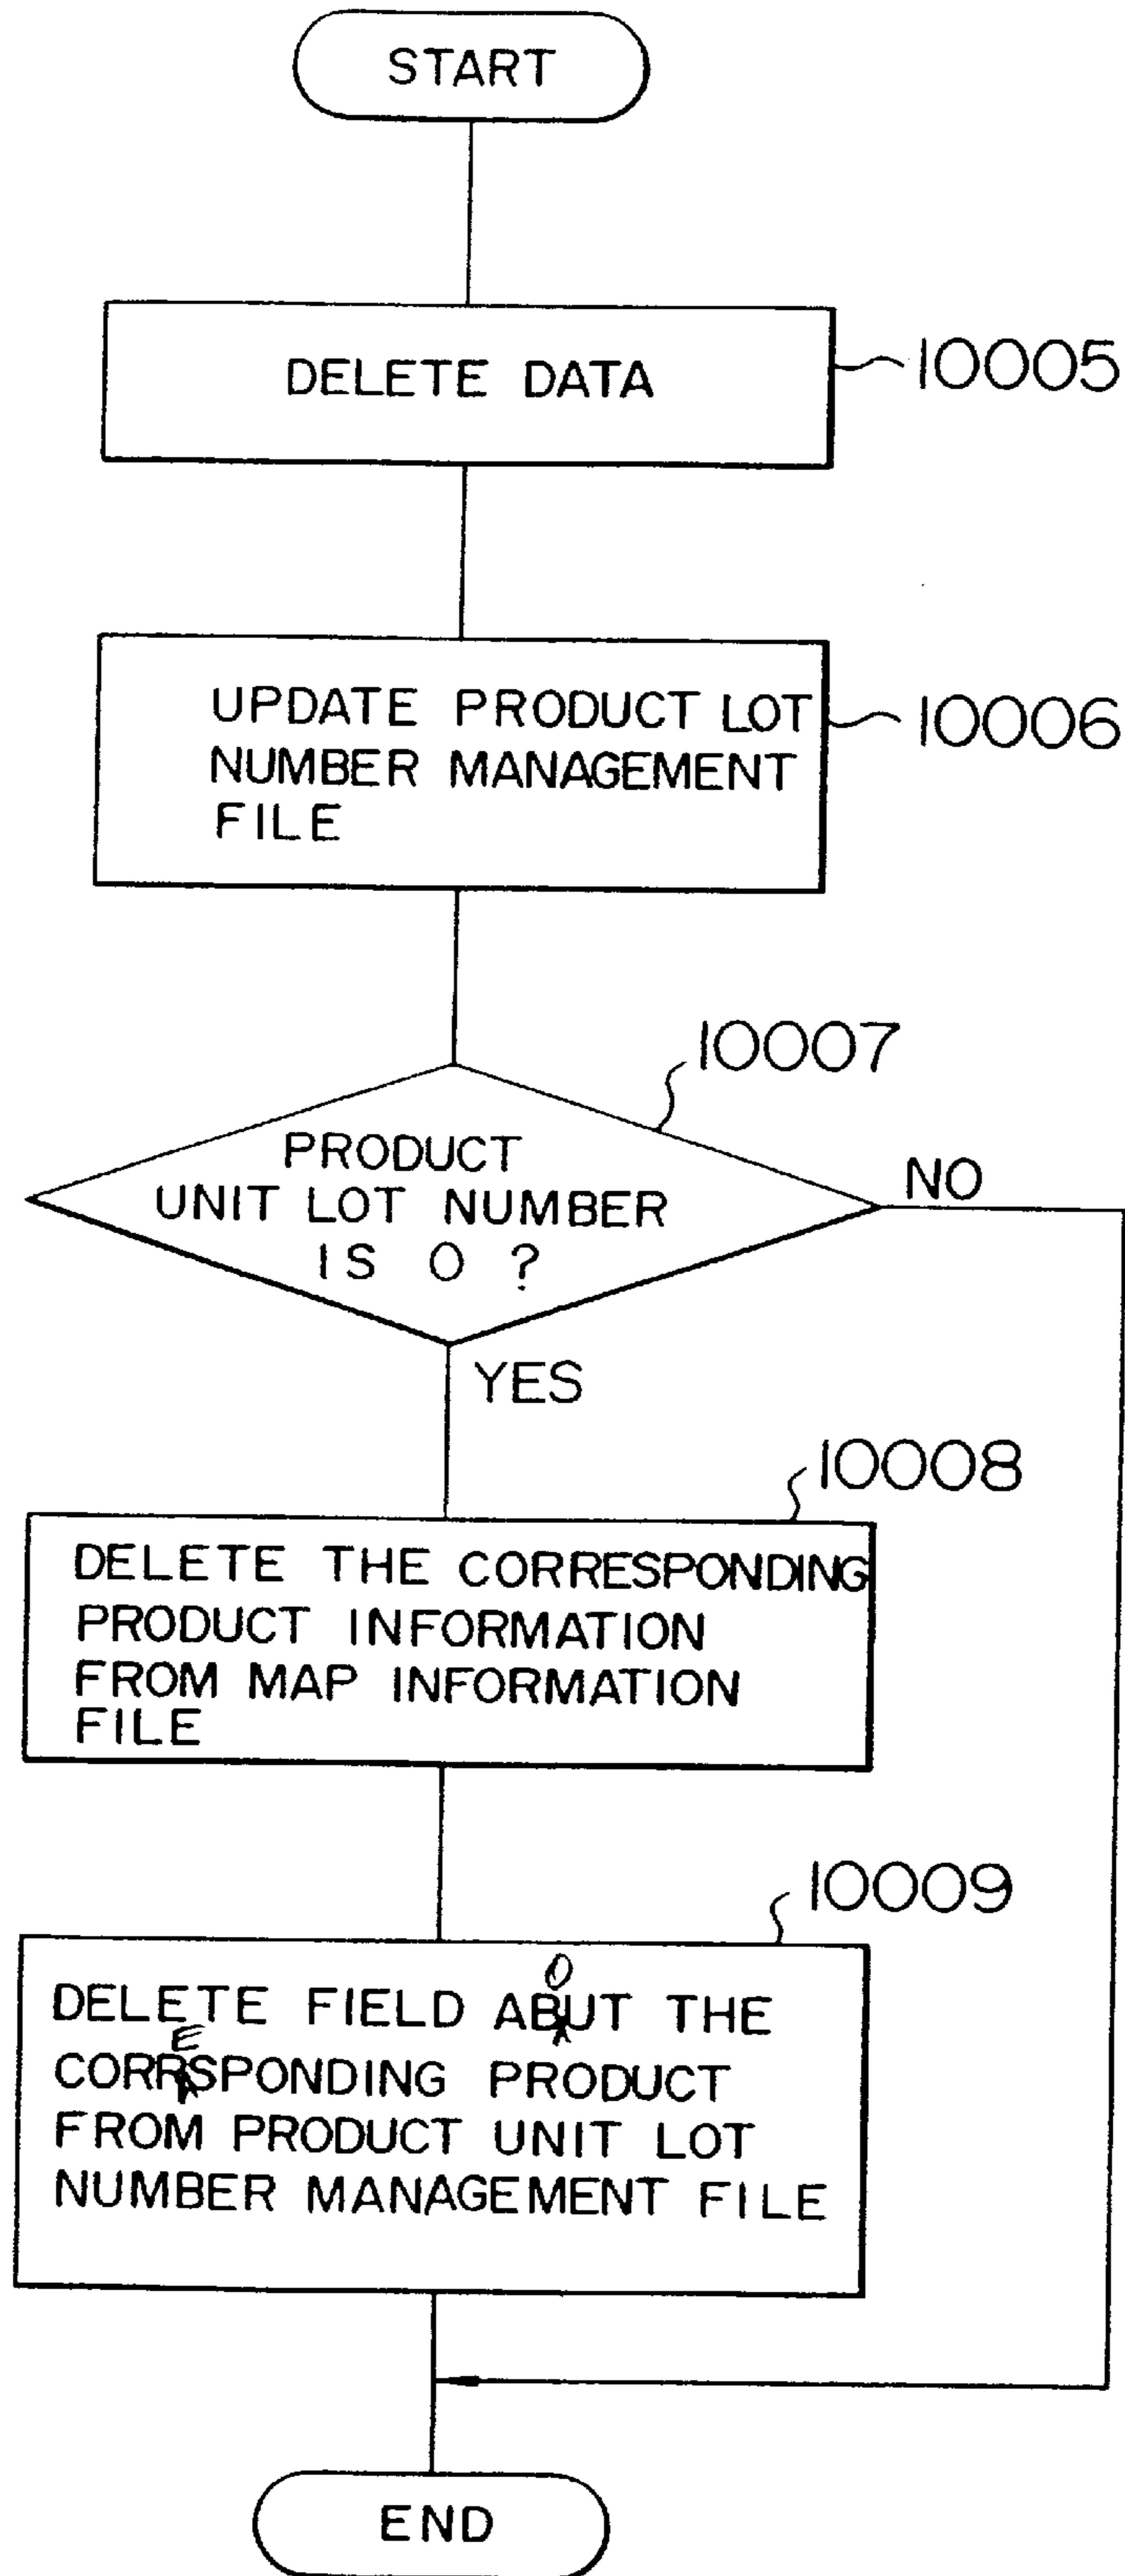 START
DELETE DATA
10005
UPDATE PRODUCT LOT
NUMBER MANAGEMENT
FILE
10006
10007
PRODUCT
UNIT LOT NUMBER
IS 0 ?
NO
YES
10008
DELETE THE CORRESPONDING
PRODUCT INFORMATION
FROM MAP INFORMATION
FILE
10009
DELETE FIELD ABOUT THE
CORRESPONDING PRODUCT
FROM PRODUCT UNIT LOT
NUMBER MANAGEMENT FILE
END